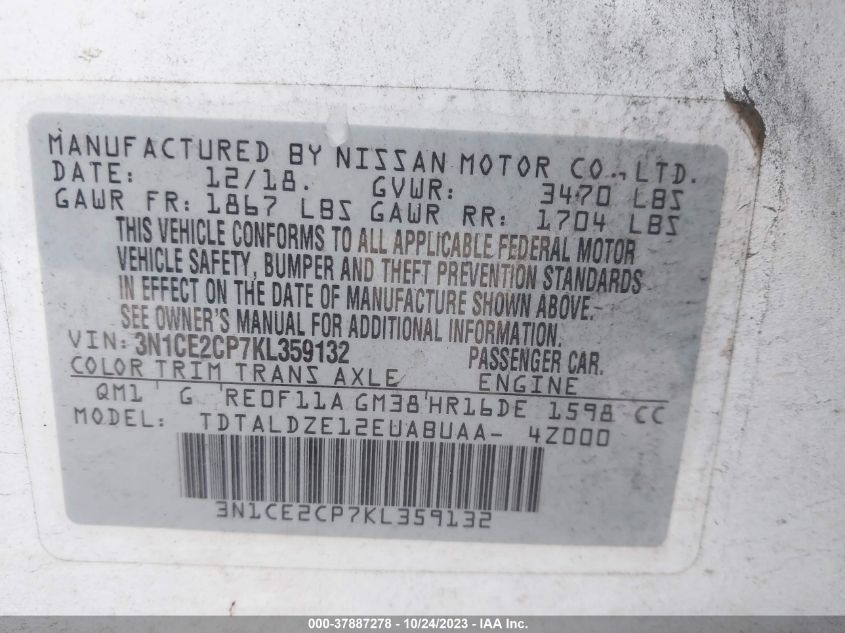 MANUFACTURED BY NISSAN MOTOR CO., LTD.
DATE: 12/18. GVWR: 3470 LBS
GAWR FR: 1867 LBS GAWR RR: 1704 LBS
THIS VEHICLE CONFORMS TO ALL APPLICABLE FEDERAL MOTOR
VEHICLE SAFETY, BUMPER AND THEFT PREVENTION STANDARDS
IN EFFECT ON THE DATE OF MANUFACTURE SHOWN ABOVE.
SEE OWNER'S MANUAL FOR ADDITIONAL INFORMATION.
VIN: 3N1CE2CP7KL359132 PASSENGER CAR.
COLOR TRIM TRANS AXLE ENGINE
QM1 G RE0F11A GM38 HR16DE 1598 CC
MODEL: TDTALDZE12EUABUAA- 4Z000
3N1CE2CP7KL359132
000-37887278 - 10/24/2023 - IAA Inc.